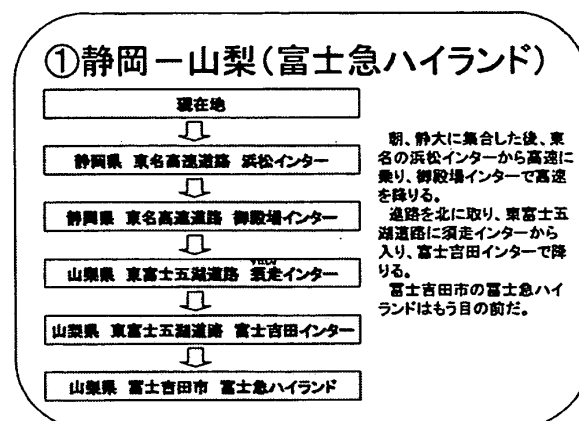 ①静岡－山梨(富士急ハイランド)
現在地
静岡県 東名高速道路 浜松インター
静岡県 東名高速道路 御殿場インター
山梨県 東富士五湖道路 須走インター
山梨県 東富士五湖道路 富士吉田インター
山梨県 富士吉田市 富士急ハイランド
朝、静大に集合した後、東
名の浜松インターから高速に
乗り、御殿場インターで高速
を降りる。
進路を北に取り、東富士五
湖道路に須走インターから
入り、富士吉田インターで降
りる。
富士吉田市の富士急ハイ
ランドはもう目の前だ。